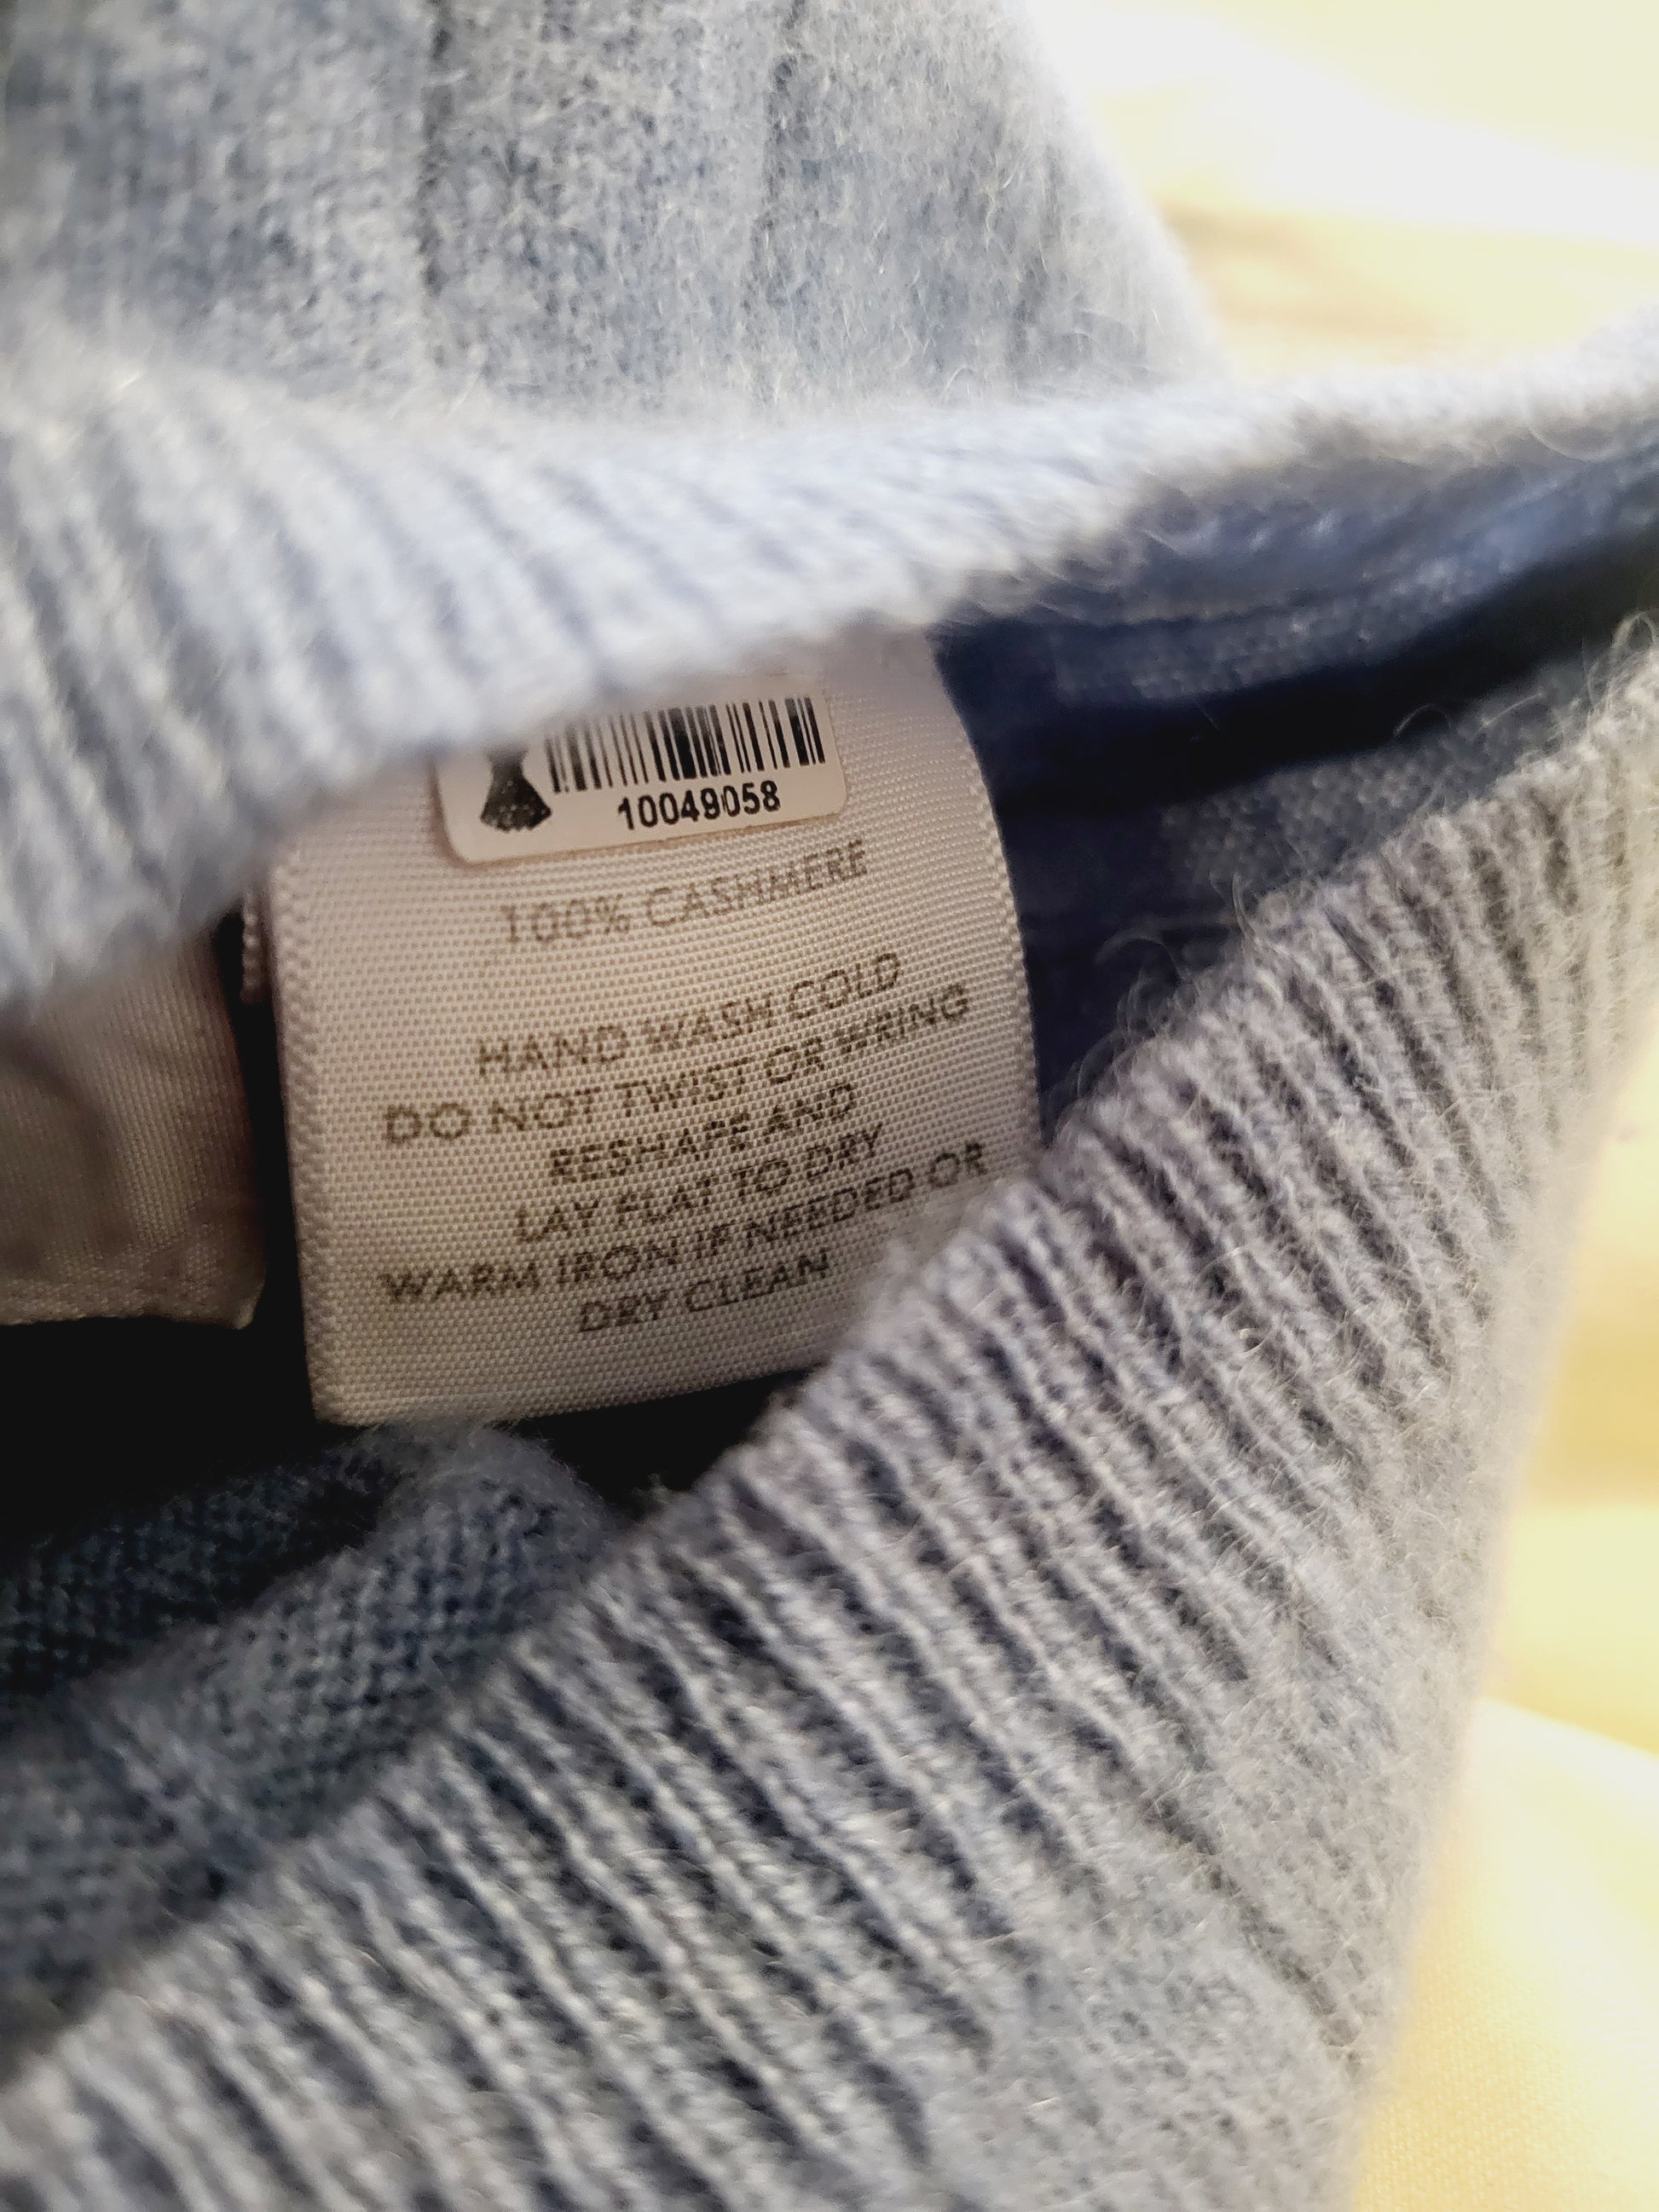 10049058
100% CASHMERE
HAND WASH COLD
DO NOT TWIST OR WRING
RESHAPE AND
LAY FLAT TO DRY
WARM IRON IF NEEDED OR
DRY CLEAN